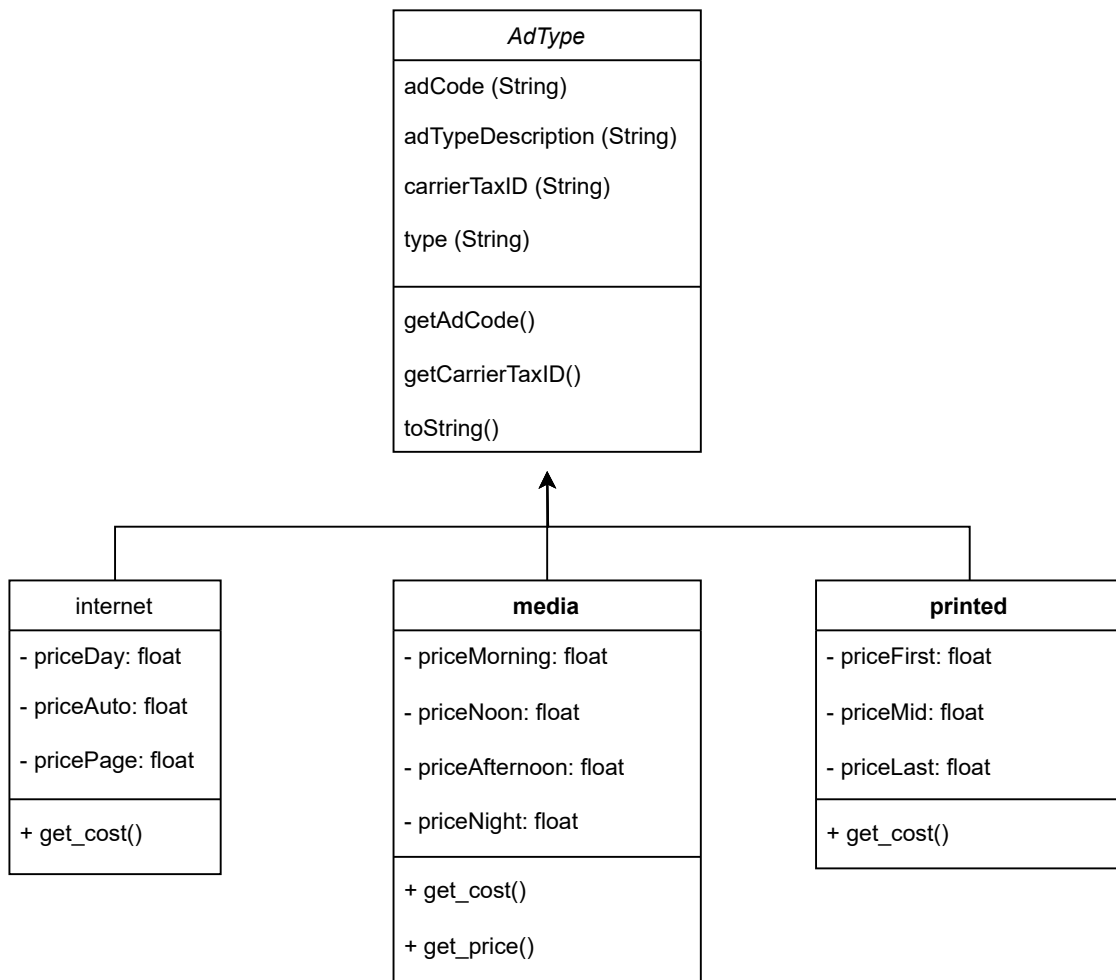 AdType
adCode (String)
adTypeDescription (String)
carrierTaxID (String)
type (String)
getAdCode()
getCarrierTaxID()
toString()
internet
- priceDay: float
- priceAuto: float
- pricePage: float
+ get_cost()
media
- priceMorning: float
- priceNoon: float
- priceAfternoon: float
- priceNight: float
+ get_cost()
+ get_price()
printed
- priceFirst: float
- priceMid: float
- priceLast: float
+ get_cost()